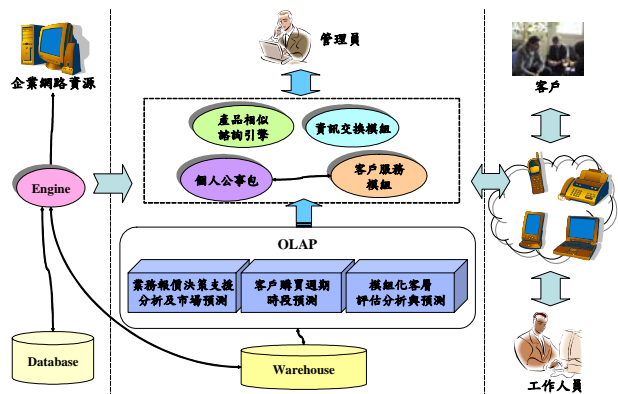 管理員
企業網路資源
客戶
產品相似
諮詢引擎
資訊交換模組
Engine
個人公事包
客戶服務
模組
OLAP
業務報價決策支援
分析及市場預測
客戶購買週期
時段預測
模組化客層
評估分析與預測
Database
Warehouse
工作人員